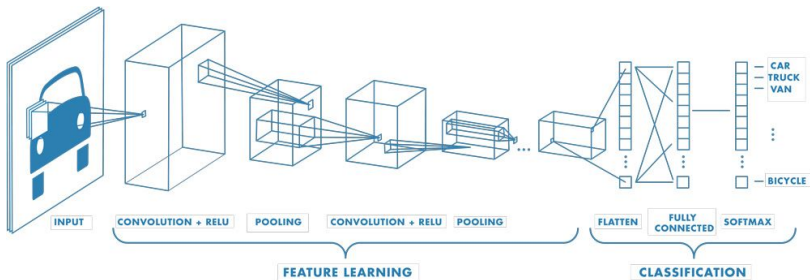 CAR
TRUCK
VAN
BICYCLE
INPUT
CONVOLUTION + RELU
POOLING
CONVOLUTION + RELU
POOLING
FLATTEN
FULLY
CONNECTED
SOFTMAX
FEATURE LEARNING
CLASSIFICATION